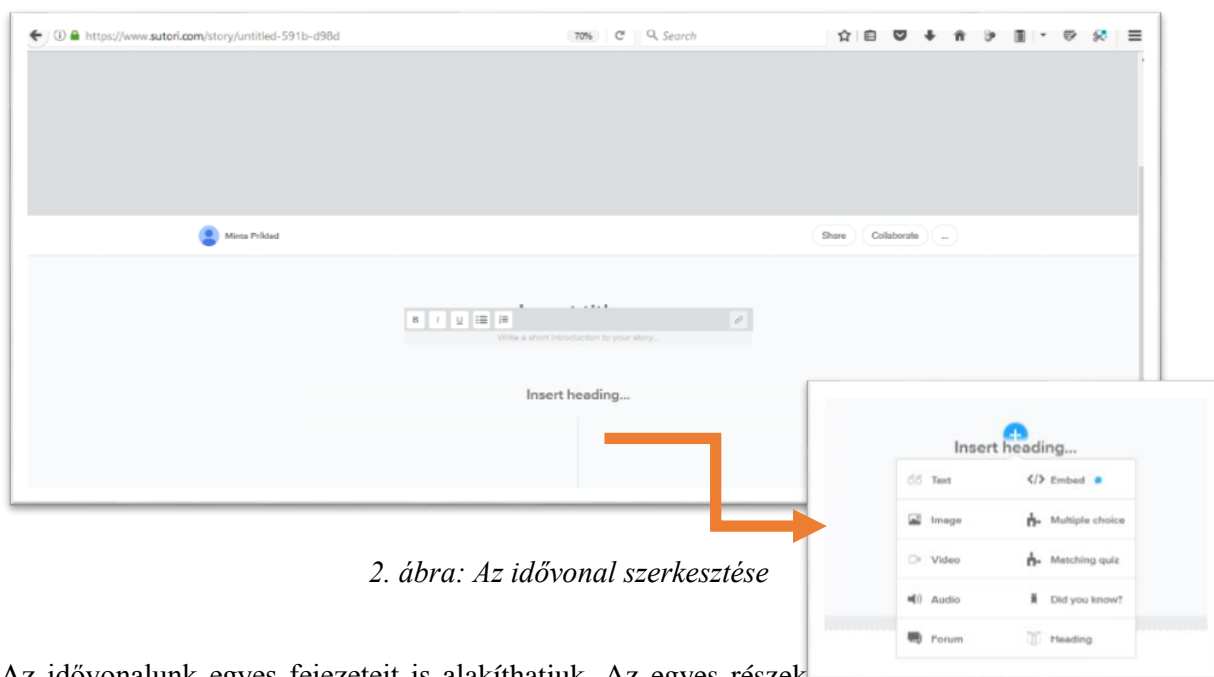 https://www.sutori.com/story/untitled-591b-d98d
70%
Search
Minta Príklad
Share
Collaborate
...
B I U
Write a short introduction to your story...
Insert heading...
Insert heading...
Text
</> Embed
Image
Multiple choice
Video
Matching quiz
Audio
Did you know?
Forum
Heading
2. ábra: Az idővonal szerkesztése
Az idővonalunk egyes fejezeteit is alakíthatjuk. Az egyes részek